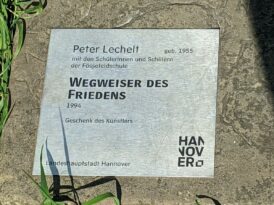 Peter Lechelt geb. 1955
mit den Schülerinnen und Schülern
der Fössefeldschule
WEGWEISER DES
FRIEDENS
1994
Geschenk des Künstlers
HAN
NOV
ER
Landeshauptstadt Hannover